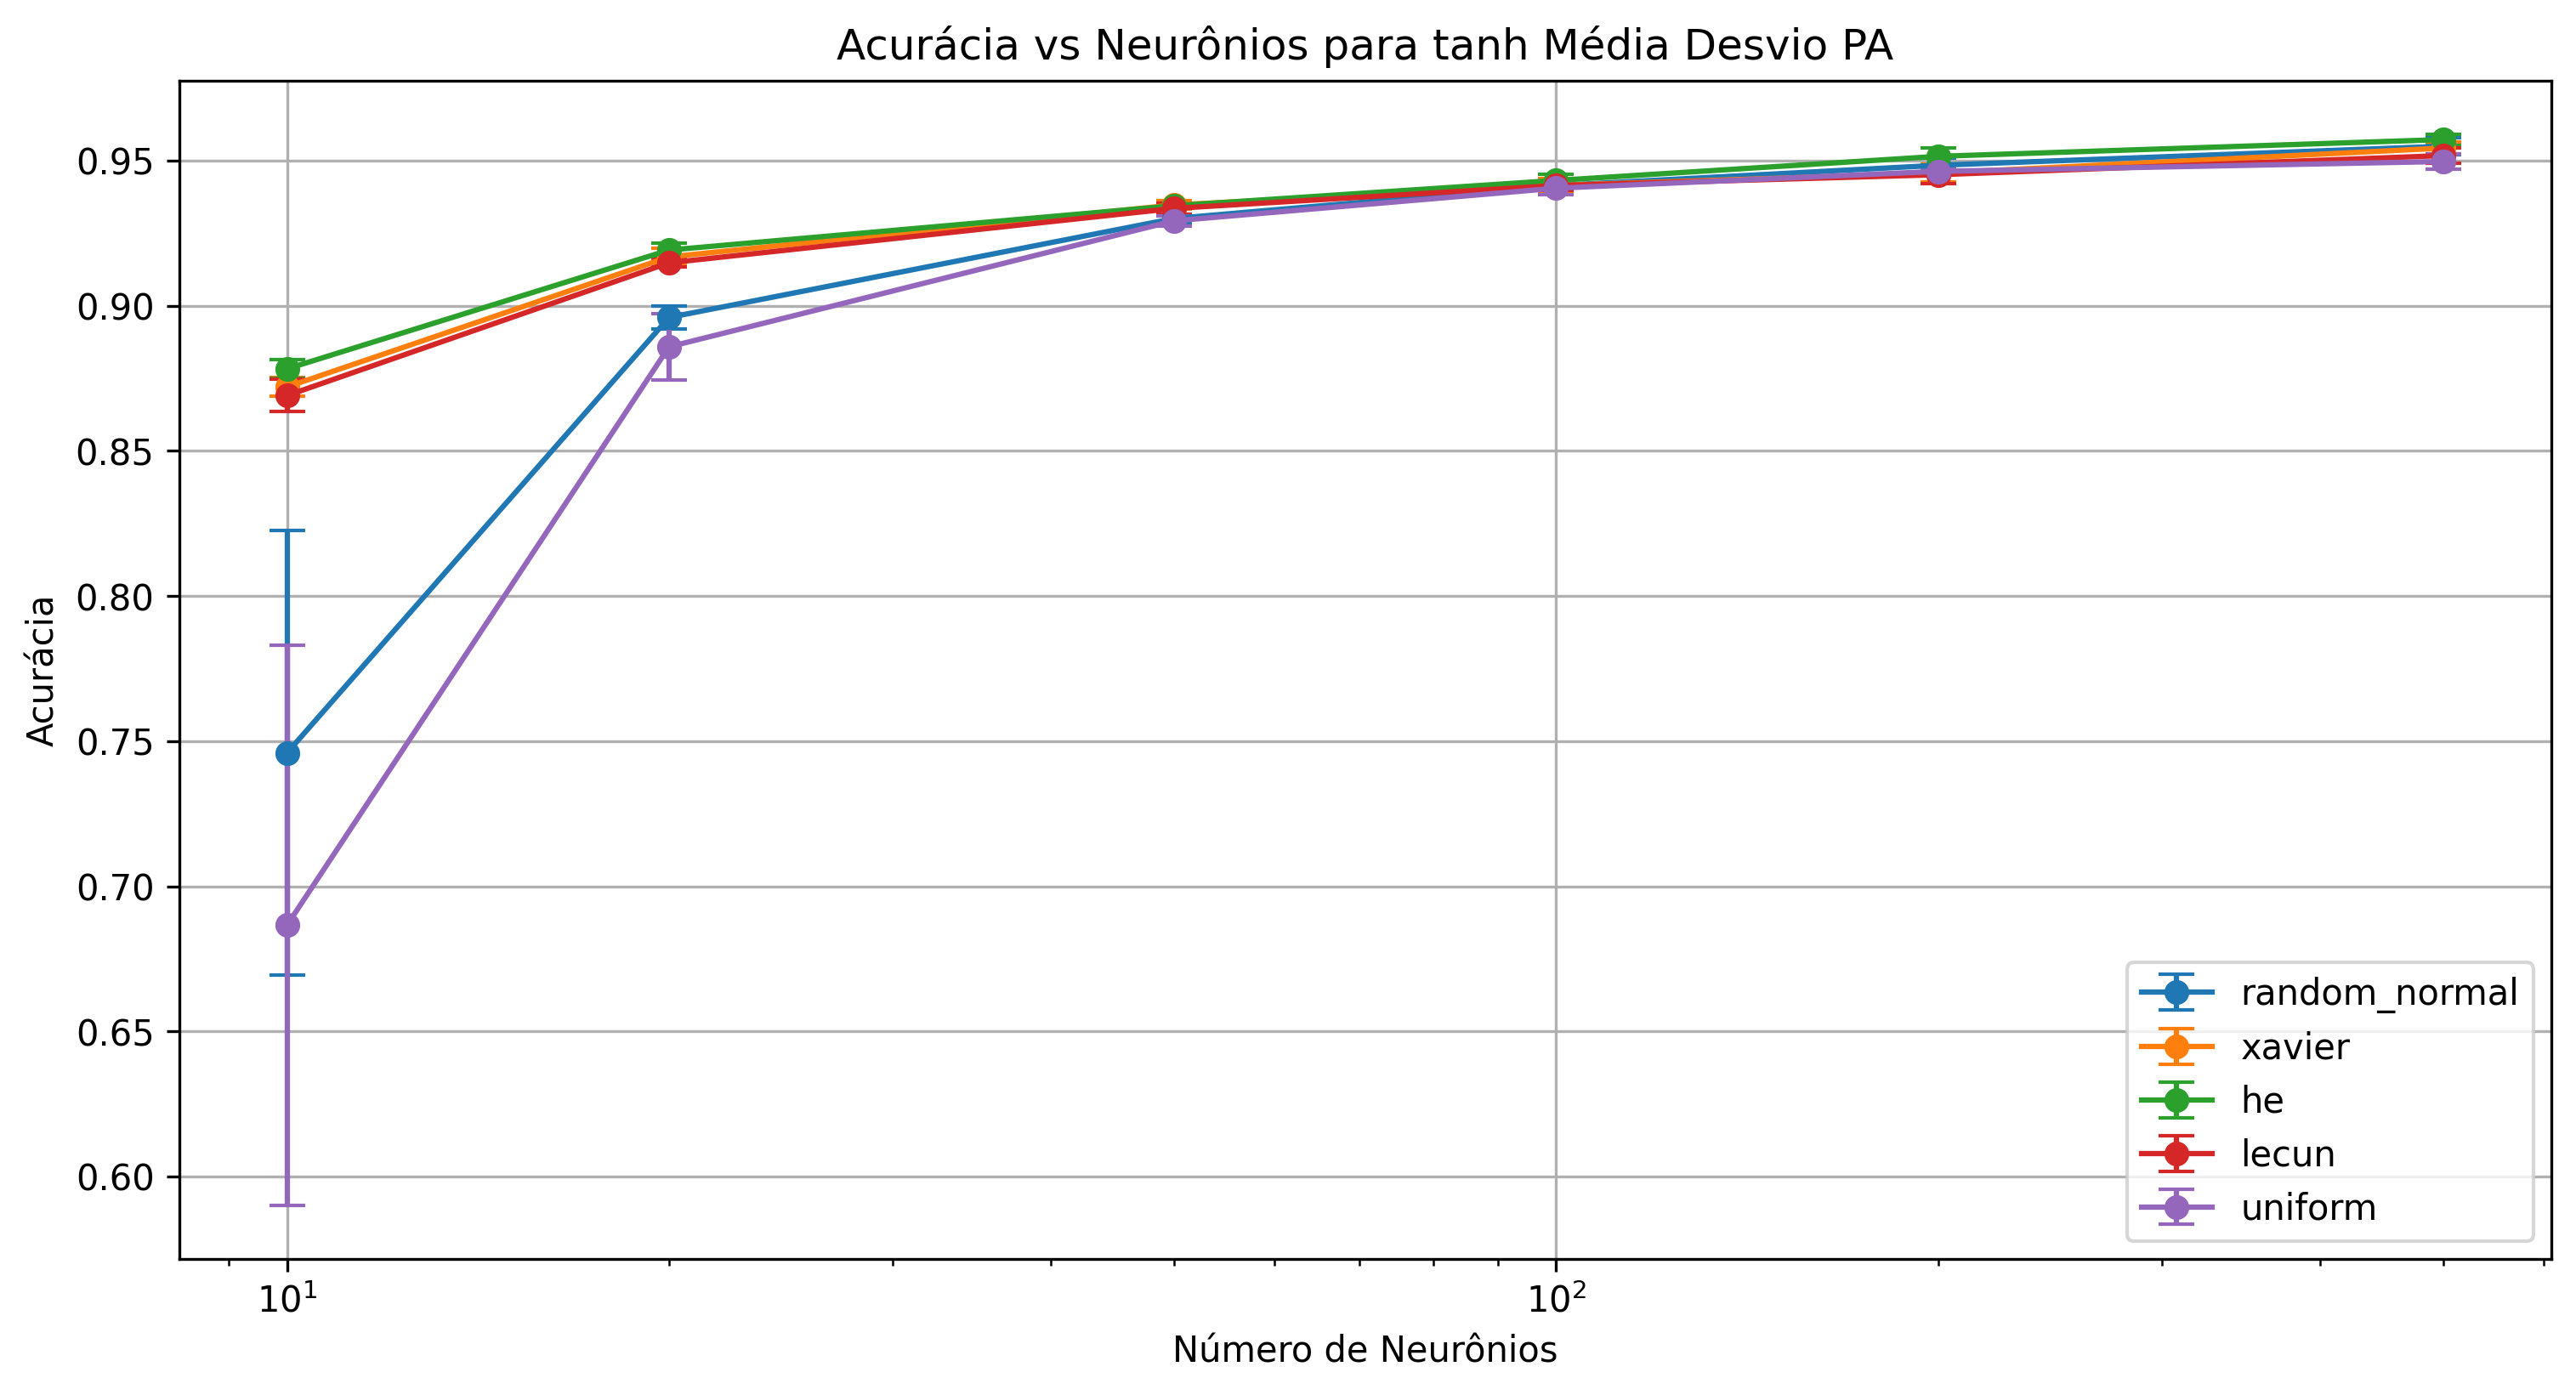 Acurácia vs Neurônios para tanh Média Desvio PA
Acurácia
0.95
0.90
0.85
0.80
0.75
0.70
0.65
0.60
10¹
10²
Número de Neurônios
random_normal
xavier
he
lecun
uniform